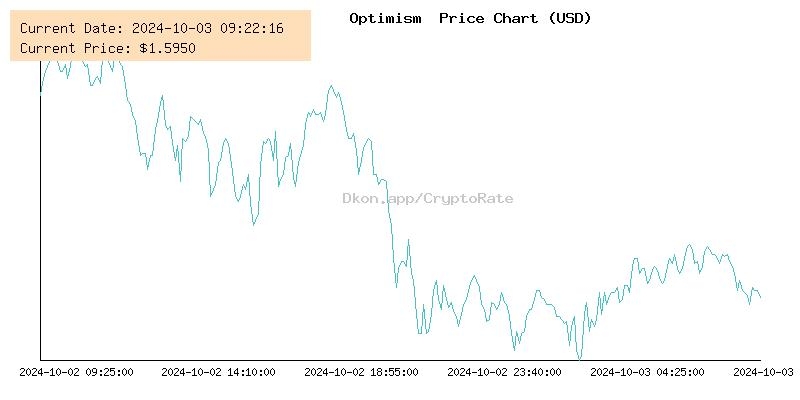 Optimism  Price Chart (USD)
Current Date: 2024-10-03 09:22:16
Current Price: $1.5950
Dkon.app/CryptoRate
2024-10-02 09:25:00 2024-10-02 14:10:00 2024-10-02 18:55:00 2024-10-02 23:40:00 2024-10-03 04:25:00 2024-10-03